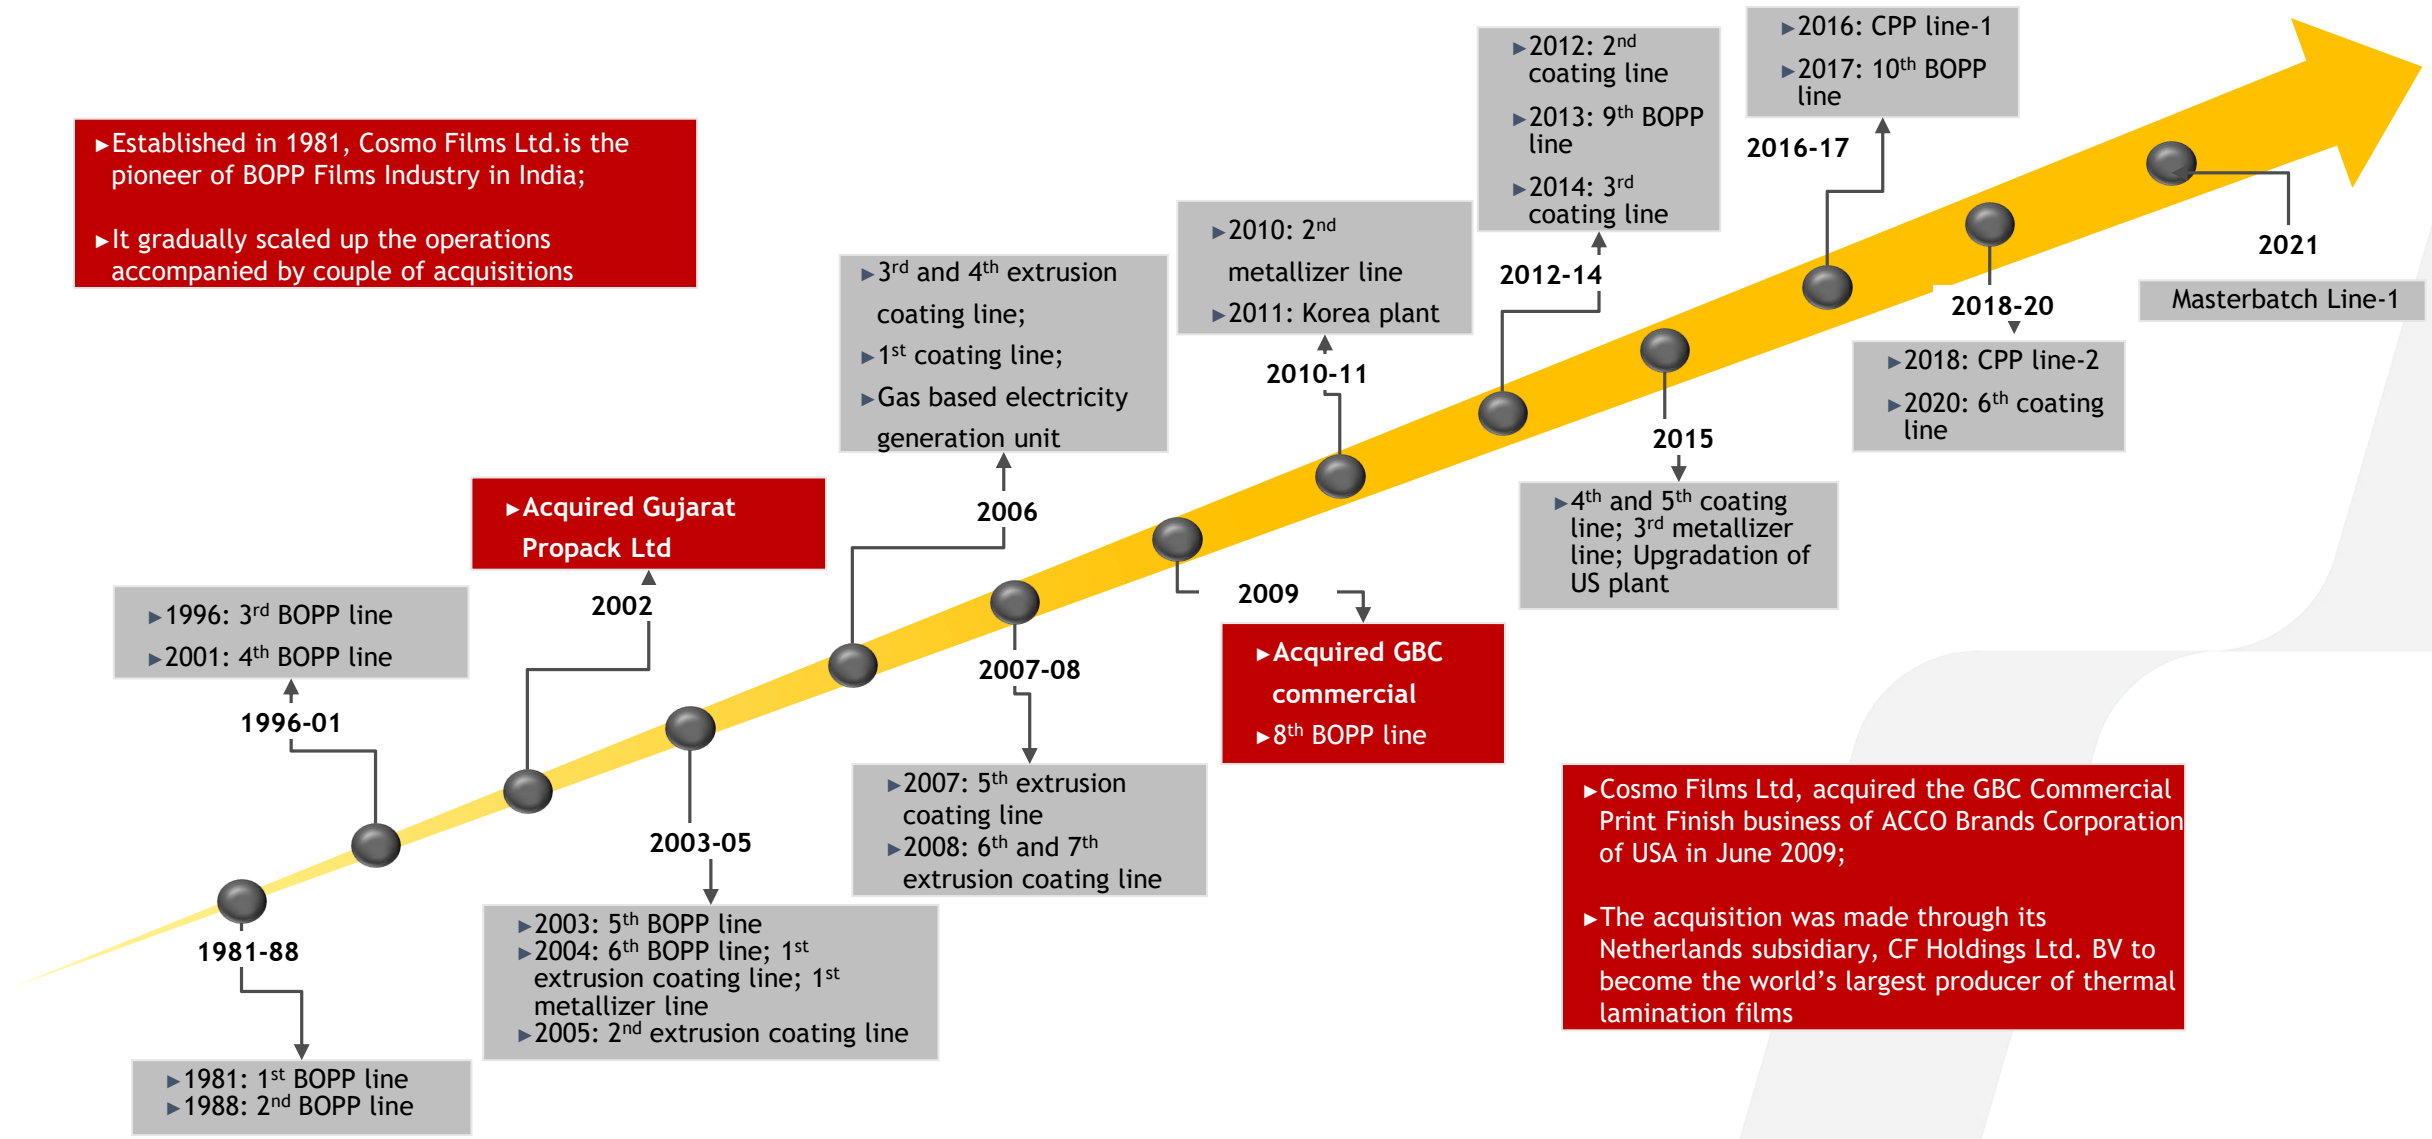 ►Established in 1981, Cosmo Films Ltd.is the
pioneer of BOPP Films Industry in India;
►It gradually scaled up the operations
accompanied by couple of acquisitions
►1981: 1st BOPP line
►1988: 2nd BOPP line
1981-88
►1996: 3rd BOPP line
►2001: 4th BOPP line
1996-01
►Acquired Gujarat
Propack Ltd
2002
2003-05
►2003: 5th BOPP line
►2004: 6th BOPP line; 1st
extrusion coating line; 1st
metallizer line
►2005: 2nd extrusion coating line
►3rd and 4th extrusion
coating line;
►1st coating line;
►Gas based electricity
generation unit
2006
2007-08
►2007: 5th extrusion
coating line
►2008: 6th and 7th
extrusion coating line
2009
►Acquired GBC
commercial
►8th BOPP line
►2010: 2nd
metallizer line
►2011: Korea plant
2010-11
►2012: 2nd
coating line
►2013: 9th BOPP
line
►2014: 3rd
coating line
2012-14
2015
►4th and 5th coating
line; 3rd metallizer
line; Upgradation of
US plant
►2016: CPP line-1
►2017: 10th BOPP
line
2016-17
2018-20
►2018: CPP line-2
►2020: 6th coating
line
2021
Masterbatch Line-1
►Cosmo Films Ltd, acquired the GBC Commercial
Print Finish business of ACCO Brands Corporation
of USA in June 2009;
►The acquisition was made through its
Netherlands subsidiary, CF Holdings Ltd. BV to
become the world’s largest producer of thermal
lamination films